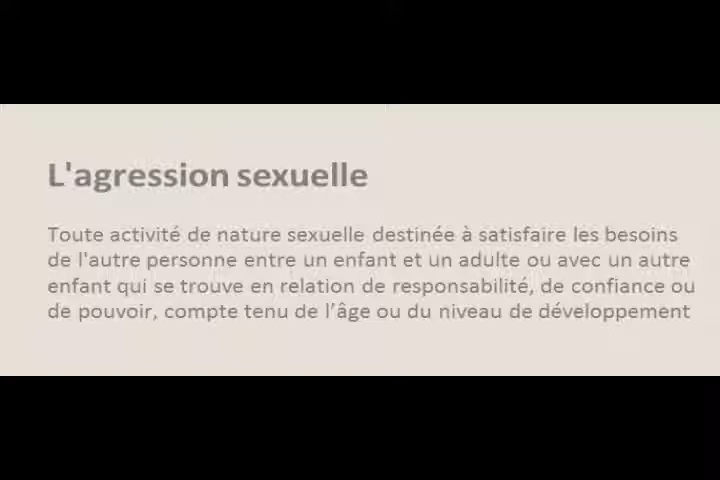 L'agression sexuelle
Toute activité de nature sexuelle destinée à satisfaire les besoins
de l'autre personne entre un enfant et un adulte ou avec un autre
enfant qui se trouve en relation de responsabilité, de confiance ou
de pouvoir, compte tenu de l’âge ou du niveau de développement